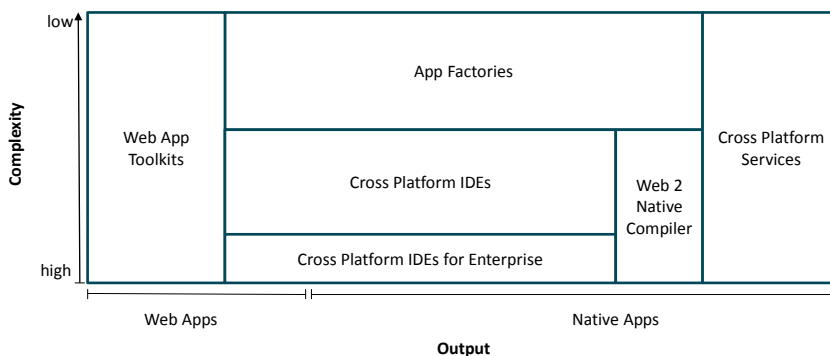 low
App Factories
Complexity
Web App
Toolkits
Cross Platform
Services
Cross Platform IDEs
Web 2
Native
Compiler
Cross Platform IDEs for Enterprise
high
Web Apps
Native Apps
Output